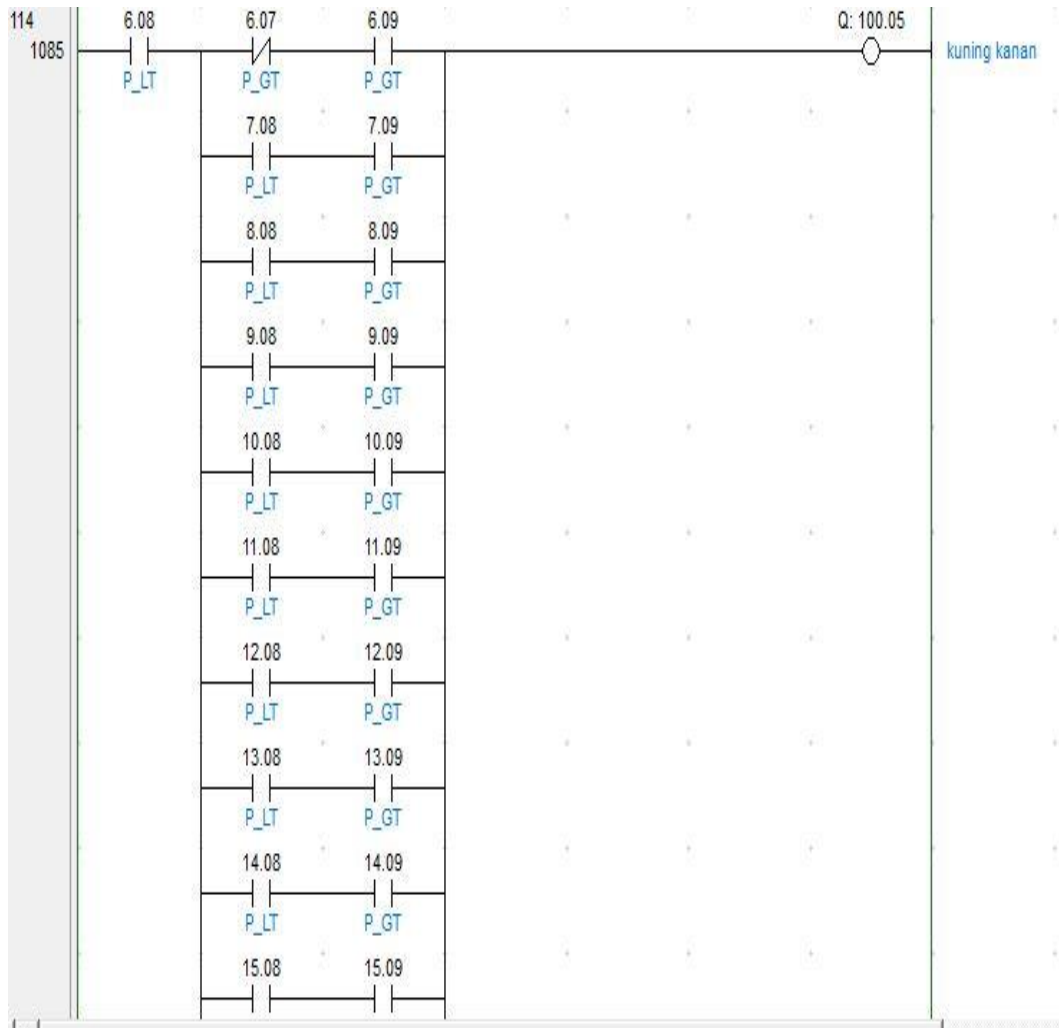 114 6.08 6.07 6.09 Q: 100.05
1085 kuning kanan
P_LT P_GT P_GT
7.08 7.09
P_LT P_GT
8.08 8.09
P_LT P_GT
9.08 9.09
P_LT P_GT
10.08 10.09
P_LT P_GT
11.08 11.09
P_LT P_GT
12.08 12.09
P_LT P_GT
13.08 13.09
P_LT P_GT
14.08 14.09
P_LT P_GT
15.08 15.09